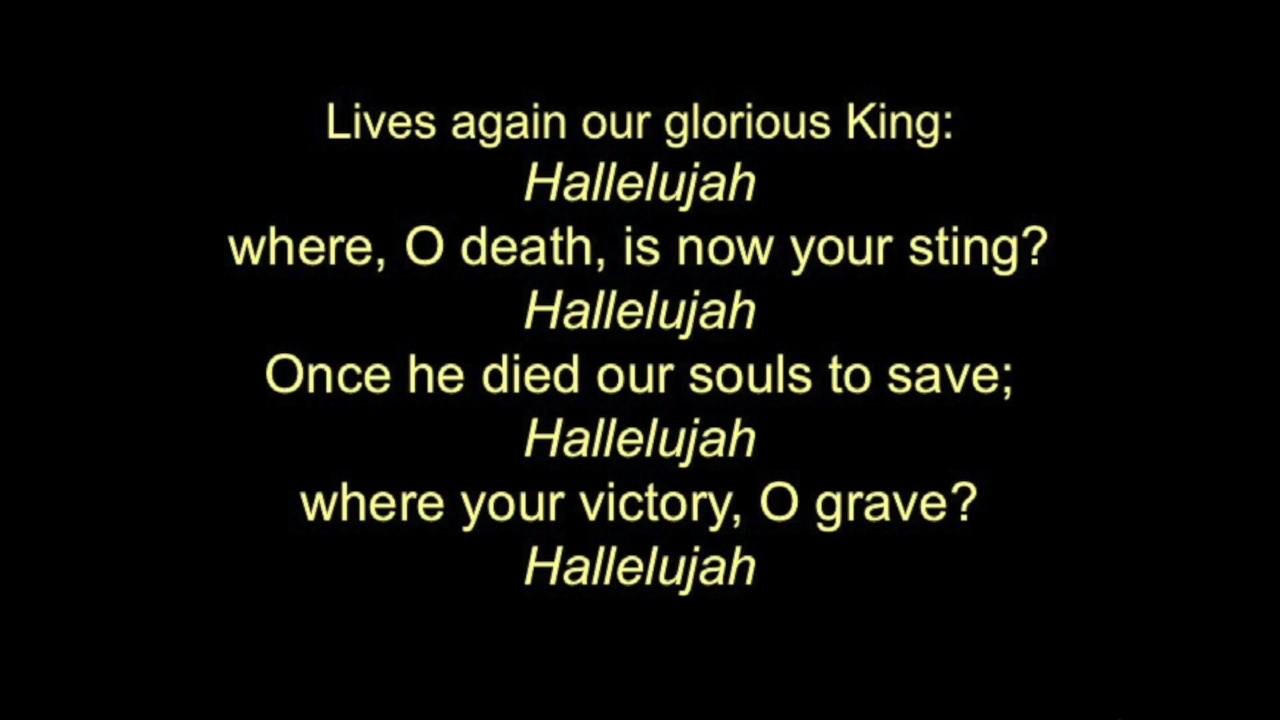 Lives again our glorious King:
Hallelujah
where, O death, is now your sting?
Hallelujah
Once he died our souls to save;
Hallelujah
where your victory, O grave?
Hallelujah